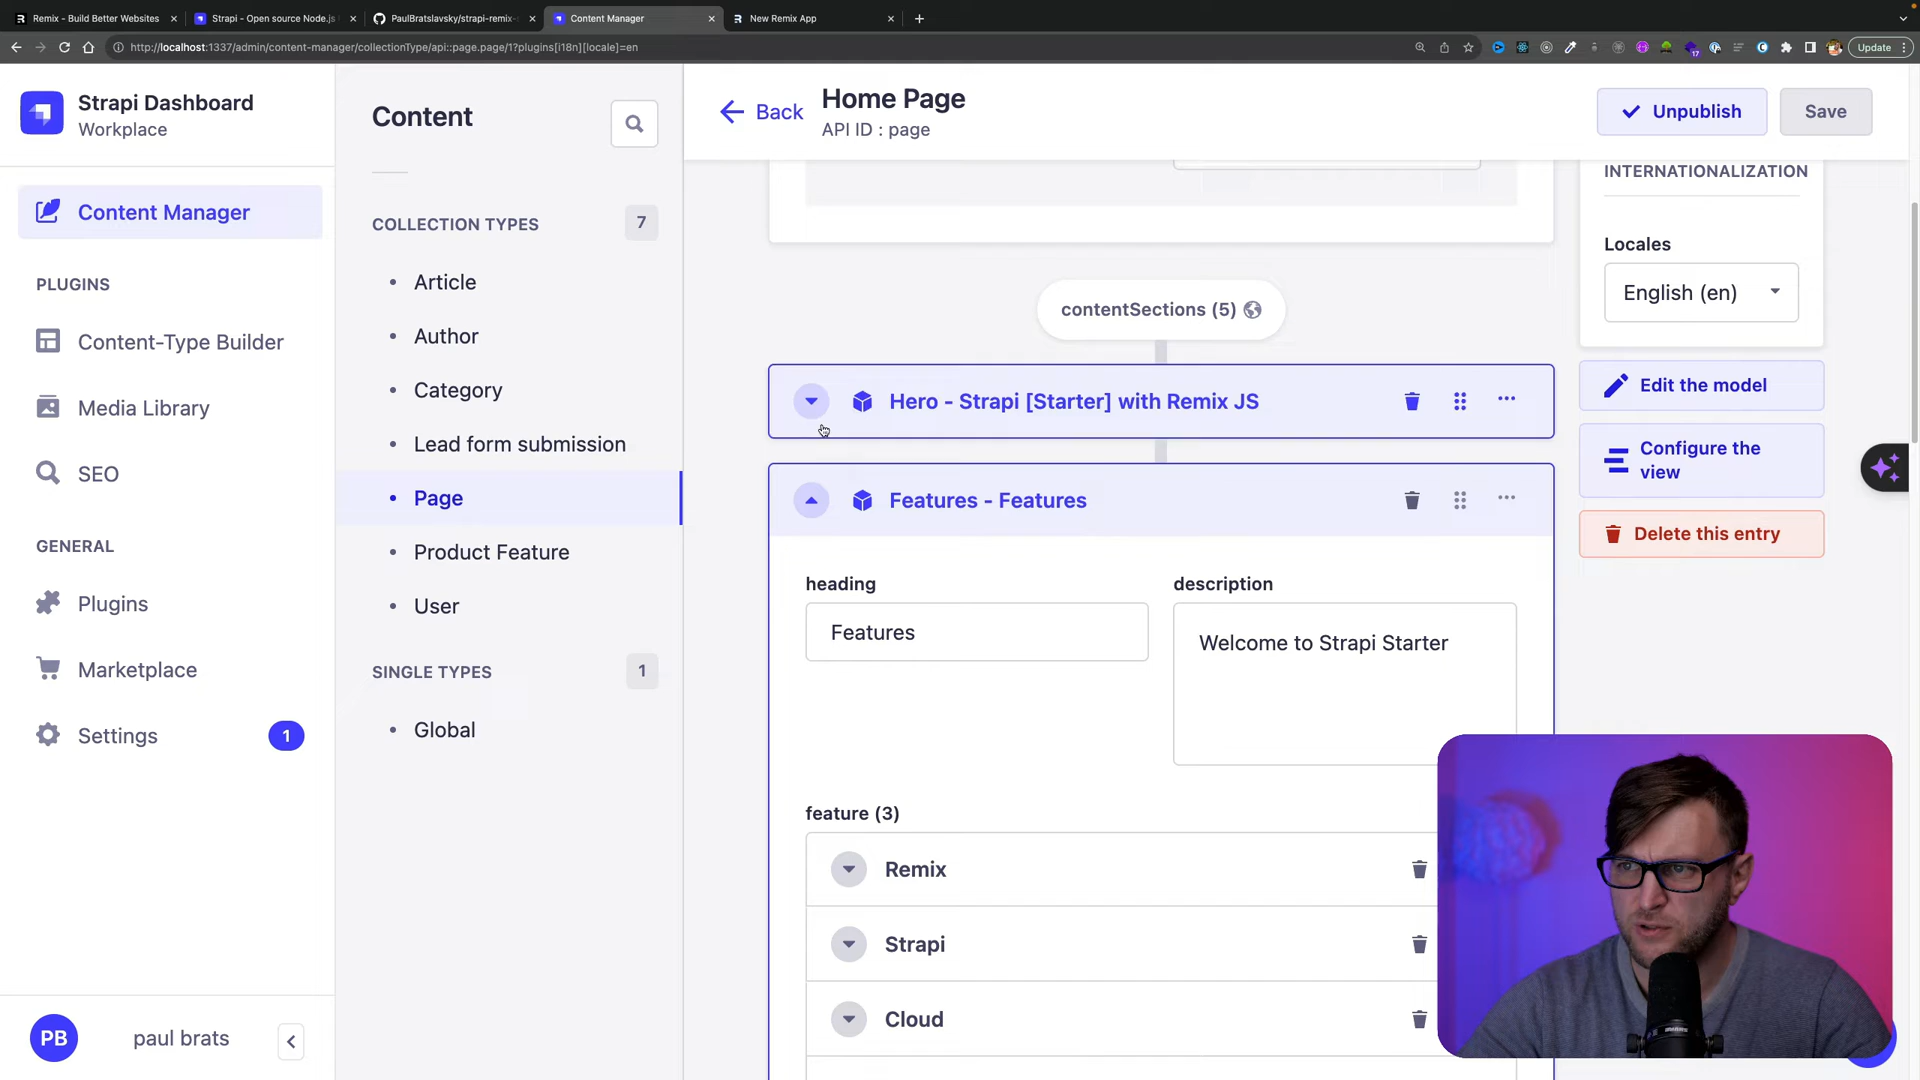 Remix - Build Better Websites
Strapi - Open source Node.js
PaulBratslavsky/strapi-remix-
Content Manager
New Remix App
http://localhost:1337/admin/content-manager/collectionType/api::page.page/1?plugins[i18n][locale]=en
17
Update
Strapi Dashboard
Workplace
Content Manager
PLUGINS
Content-Type Builder
Media Library
SEO
GENERAL
Plugins
Marketplace
Settings
1
PB
paul brats
Content
COLLECTION TYPES
7
Article
Author
Category
Lead form submission
Page
Product Feature
User
SINGLE TYPES
1
Global
Back
Home Page
API ID : page
Unpublish
Save
contentSections (5)
Hero - Strapi [Starter] with Remix JS
Features - Features
heading
Features
description
Welcome to Strapi Starter
feature (3)
Remix
Strapi
Cloud
INTERNATIONALIZATION
Locales
English (en)
Edit the model
Configure the
view
Delete this entry